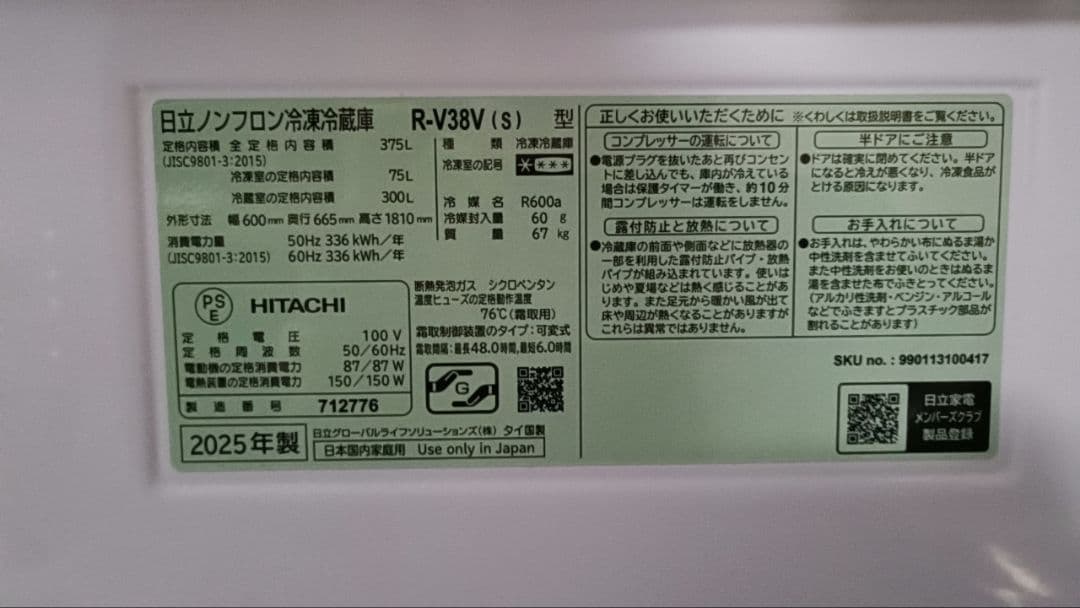 日立ノンフロン冷凍冷蔵庫 R-V38V(S) 型
定格内容積 全定格内容積 375L
(JISC9801-3:2015)
冷凍室の定格内容積 75L
冷蔵室の定格内容積 300L
外形寸法 幅600mm 奥行665mm 高さ1810mm
消費電力量 50Hz 336kWh/年
(JISC9801-3:2015) 60Hz 336kWh/年
種類 冷凍冷蔵庫
冷凍室の記号 ****
冷媒名 R600a
冷媒封入量 60 g
質量 67 kg
PSE HITACHI
定格電圧 100 V
定格周波数 50/60Hz
電動機の定格消費電力 87/87 W
電熱装置の定格消費電力 150/150 W
製造番号 712776
断熱発泡ガス シクロペンタン
温度ヒューズの定格動作温度
76℃(霜取用)
霜取制御装置のタイプ:可変式
霜取間隔:最長48.0時間,最短6.0時間
G
2025年製
日立グローバルライフソリューションズ(株) タイ国製
日本国内家庭用 Use only in Japan
正しくお使いいただくために ※くわしくは取扱説明書をご覧ください。
コンプレッサーの運転について
●電源プラグを抜いたあと再びコンセン
トに差し込んでも、庫内が冷えている
場合は保護タイマーが働き、約10分
間コンプレッサーは運転をしません。
露付防止と放熱について
●冷蔵庫の前面や側面などに放熱器の
一部を利用した露付防止パイプ・放熱
パイプが組み込まれています。使いは
じめや夏場などは熱く感じることがあ
ります。また足元から暖かい風が出て
床や周辺が熱くなることがありますが
これらは異常ではありません。
半ドアにご注意
●ドアは確実に閉めてください。半ドア
になると冷えが悪くなり、冷凍食品が
とける原因になります。
お手入れについて
●お手入れは、やわらかい布にぬるま湯か
中性洗剤を含ませてふいてください。
また中性洗剤をお使いのときはぬるま
湯を含ませた布でふきとってください。
(アルカリ性洗剤・ベンジン・アルコール
などでふきますとプラスチック部品が
割れることがあります)
SKU no. : 990113100417
日立家電
メンバーズクラブ
製品登録